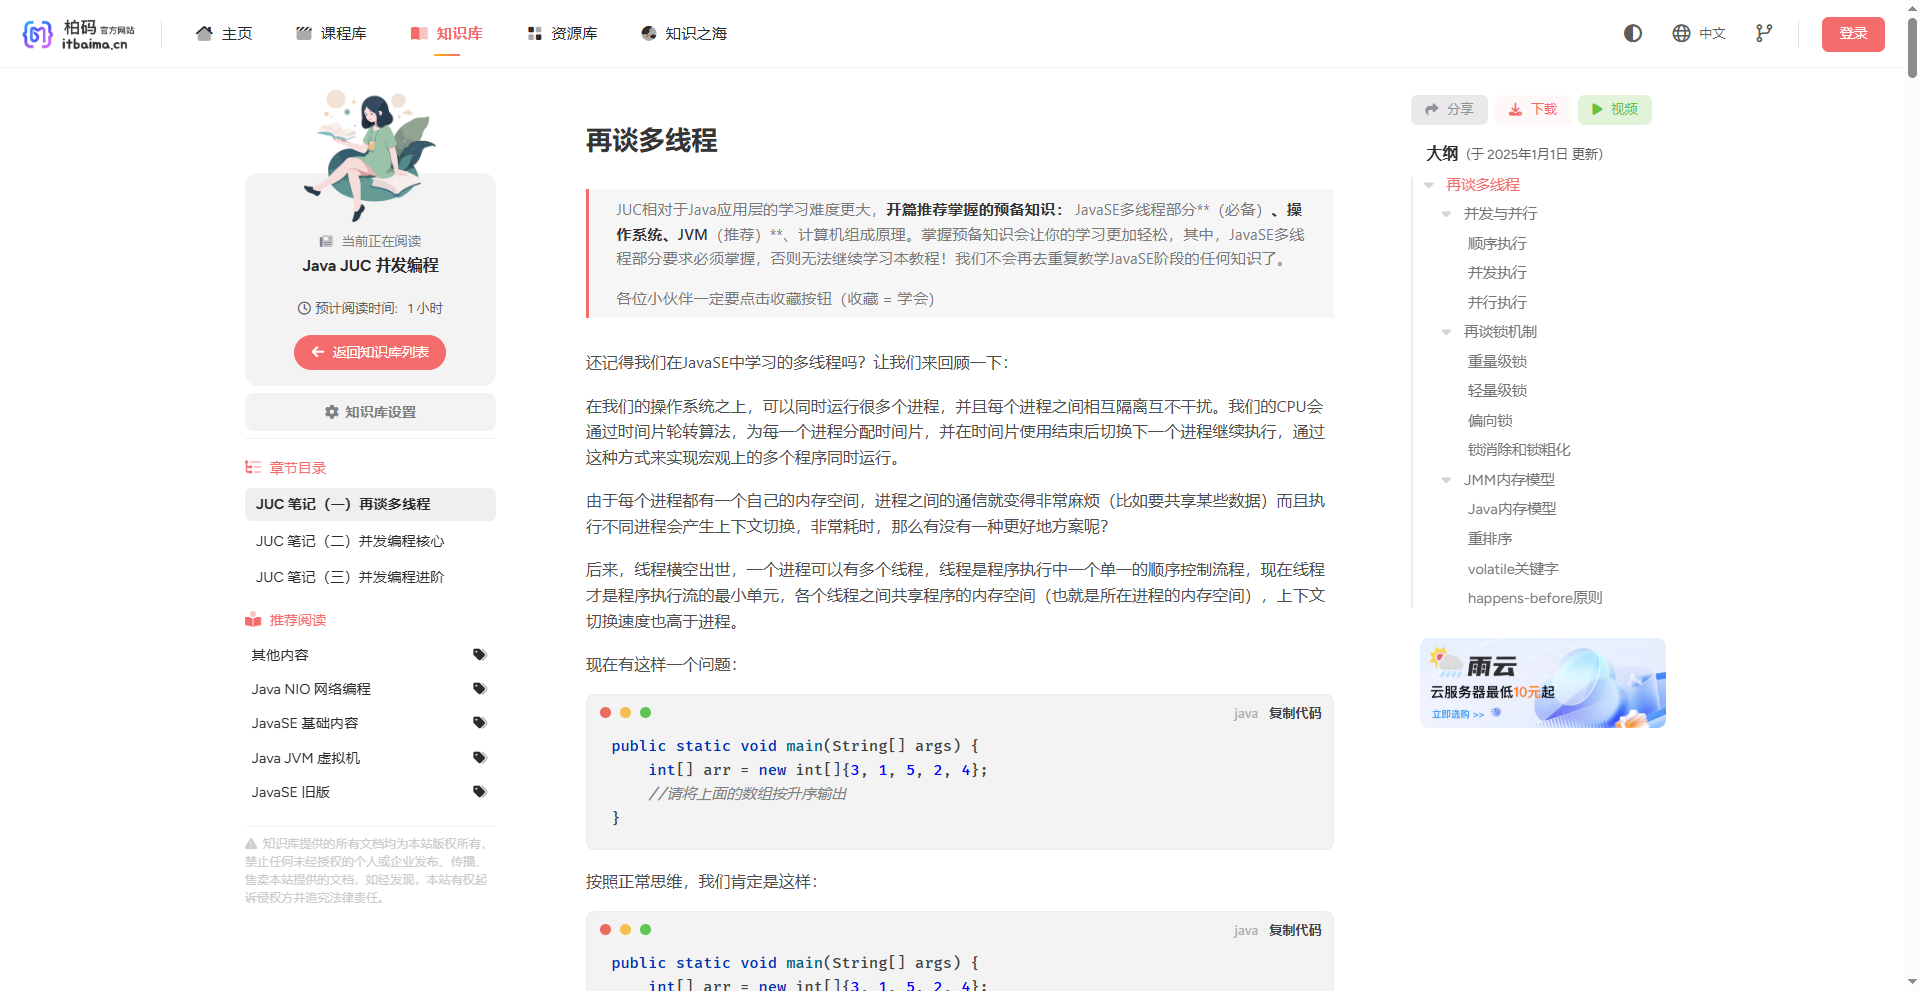 柏码 官方网站
itbaima.cn
主页
课程库
知识库
资源库
知识之海
中文
登录
当前正在阅读
Java JUC 并发编程
预计阅读时间: 1 小时
返回知识库列表
知识库设置
章节目录
JUC 笔记（一）再谈多线程
JUC 笔记（二）并发编程核心
JUC 笔记（三）并发编程进阶
推荐阅读
其他内容
Java NIO 网络编程
JavaSE 基础内容
Java JVM 虚拟机
JavaSE 旧版
知识库提供的所有文档均为本站版权所有，
禁止任何未经授权的个人或企业发布、传播、
售卖本站提供的文档，如经发现，本站有权起
诉侵权方并追究法律责任。
再谈多线程
JUC相对于Java应用层的学习难度更大，开篇推荐掌握的预备知识： JavaSE多线程部分**（必备）、操
作系统、JVM（推荐）**、计算机组成原理。掌握预备知识会让你的学习更加轻松，其中，JavaSE多线
程部分要求必须掌握，否则无法继续学习本教程！我们不会再去重复教学JavaSE阶段的任何知识了。
各位小伙伴一定要点击收藏按钮（收藏 = 学会）
还记得我们在JavaSE中学习的多线程吗？让我们来回顾一下：
在我们的操作系统之上，可以同时运行很多个进程，并且每个进程之间相互隔离互不干扰。我们的CPU会
通过时间片轮转算法，为每一个进程分配时间片，并在时间片使用结束后切换下一个进程继续执行，通过
这种方式来实现宏观上的多个程序同时运行。
由于每个进程都有一个自己的内存空间，进程之间的通信就变得非常麻烦（比如要共享某些数据）而且执
行不同进程会产生上下文切换，非常耗时，那么有没有一种更好地方案呢？
后来，线程横空出世，一个进程可以有多个线程，线程是程序执行中一个单一的顺序控制流程，现在线程
才是程序执行流的最小单元，各个线程之间共享程序的内存空间（也就是所在进程的内存空间），上下文
切换速度也高于进程。
现在有这样一个问题：
java 复制代码
public static void main(String[] args) {
int[] arr = new int[]{3, 1, 5, 2, 4};
//请将上面的数组按升序输出
}
按照正常思维，我们肯定是这样：
java 复制代码
public static void main(String[] args) {
int[] arr = new int[]{3, 1, 5, 2, 4};
分享
下载
视频
大纲（于 2025年1月1日 更新）
再谈多线程
并发与并行
顺序执行
并发执行
并行执行
再谈锁机制
重量级锁
轻量级锁
偏向锁
锁消除和锁粗化
JMM内存模型
Java内存模型
重排序
volatile关键字
happens-before原则
雨云
云服务器最低10元起
立即选购 >>